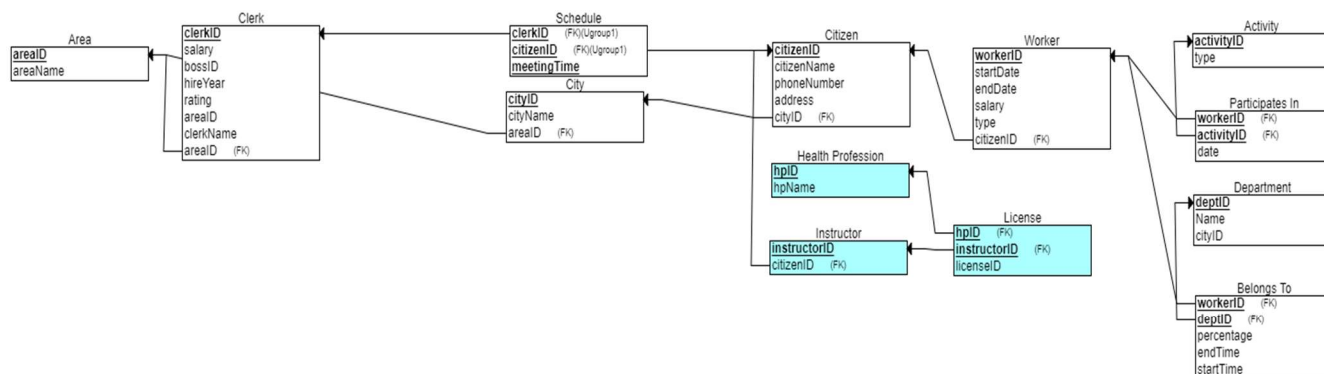 Area
areaID
areaName
Clerk
clerkID
salary
bossID
hireYear
rating
areaID
clerkName
areaID (FK)
Schedule
clerkID (FK)(Ugroup1)
citizenID (FK)(Ugroup1)
meetingTime
City
cityID
cityName
areaID (FK)
Citizen
citizenID
citizenName
phoneNumber
address
cityID (FK)
Health Profession
hpID
hpName
Instructor
instructorID
citizenID (FK)
Worker
workerID
startDate
endDate
salary
type
citizenID (FK)
License
hpID (FK)
instructorID (FK)
licenseID
Activity
activityID
type
Participates In
workerID (FK)
activityID (FK)
date
Department
deptID
Name
cityID
Belongs To
workerID (FK)
deptID (FK)
percentage
endTime
startTime